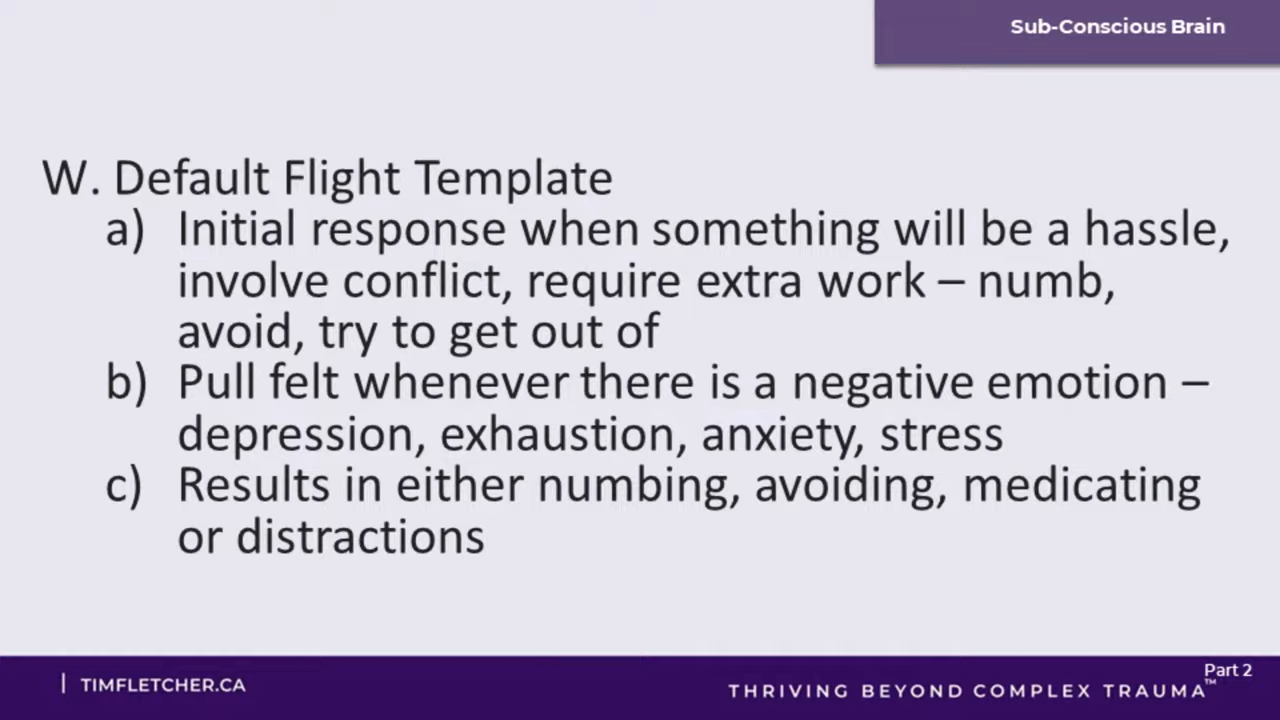 Sub-Conscious Brain
W. Default Flight Template
a) Initial response when something will be a hassle,
involve conflict, require extra work – numb,
avoid, try to get out of
b) Pull felt whenever there is a negative emotion –
depression, exhaustion, anxiety, stress
c) Results in either numbing, avoiding, medicating
or distractions
| TIMFLETCHER.CA
Part 2
THRIVING BEYOND COMPLEX TRAUMA™